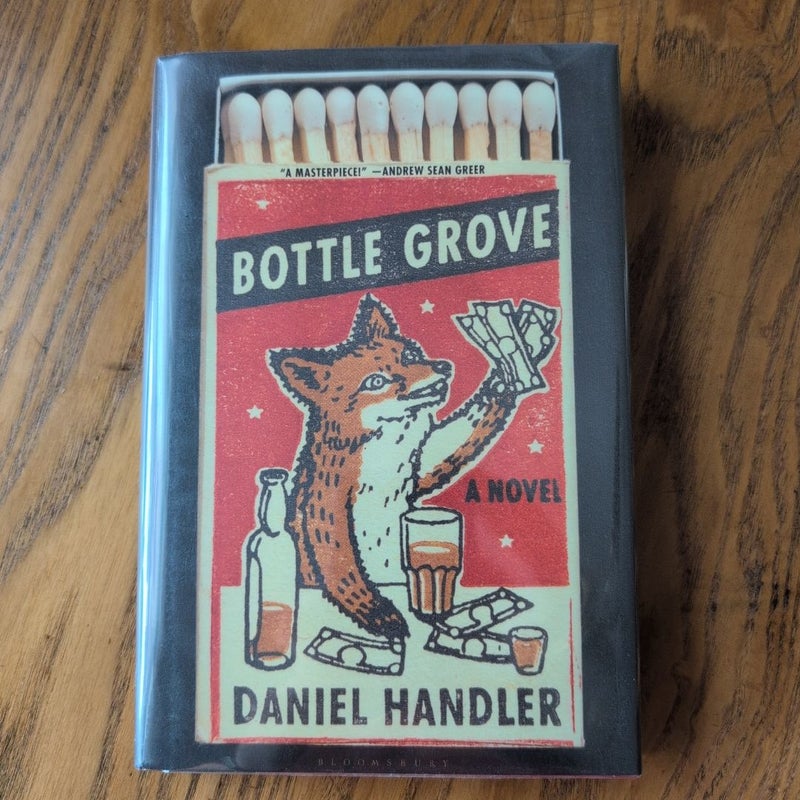 "A MASTERPIECE!" —ANDREW SEAN GREER
BOTTLE GROVE
A NOVEL
DANIEL HANDLER
BLOOMSBURY